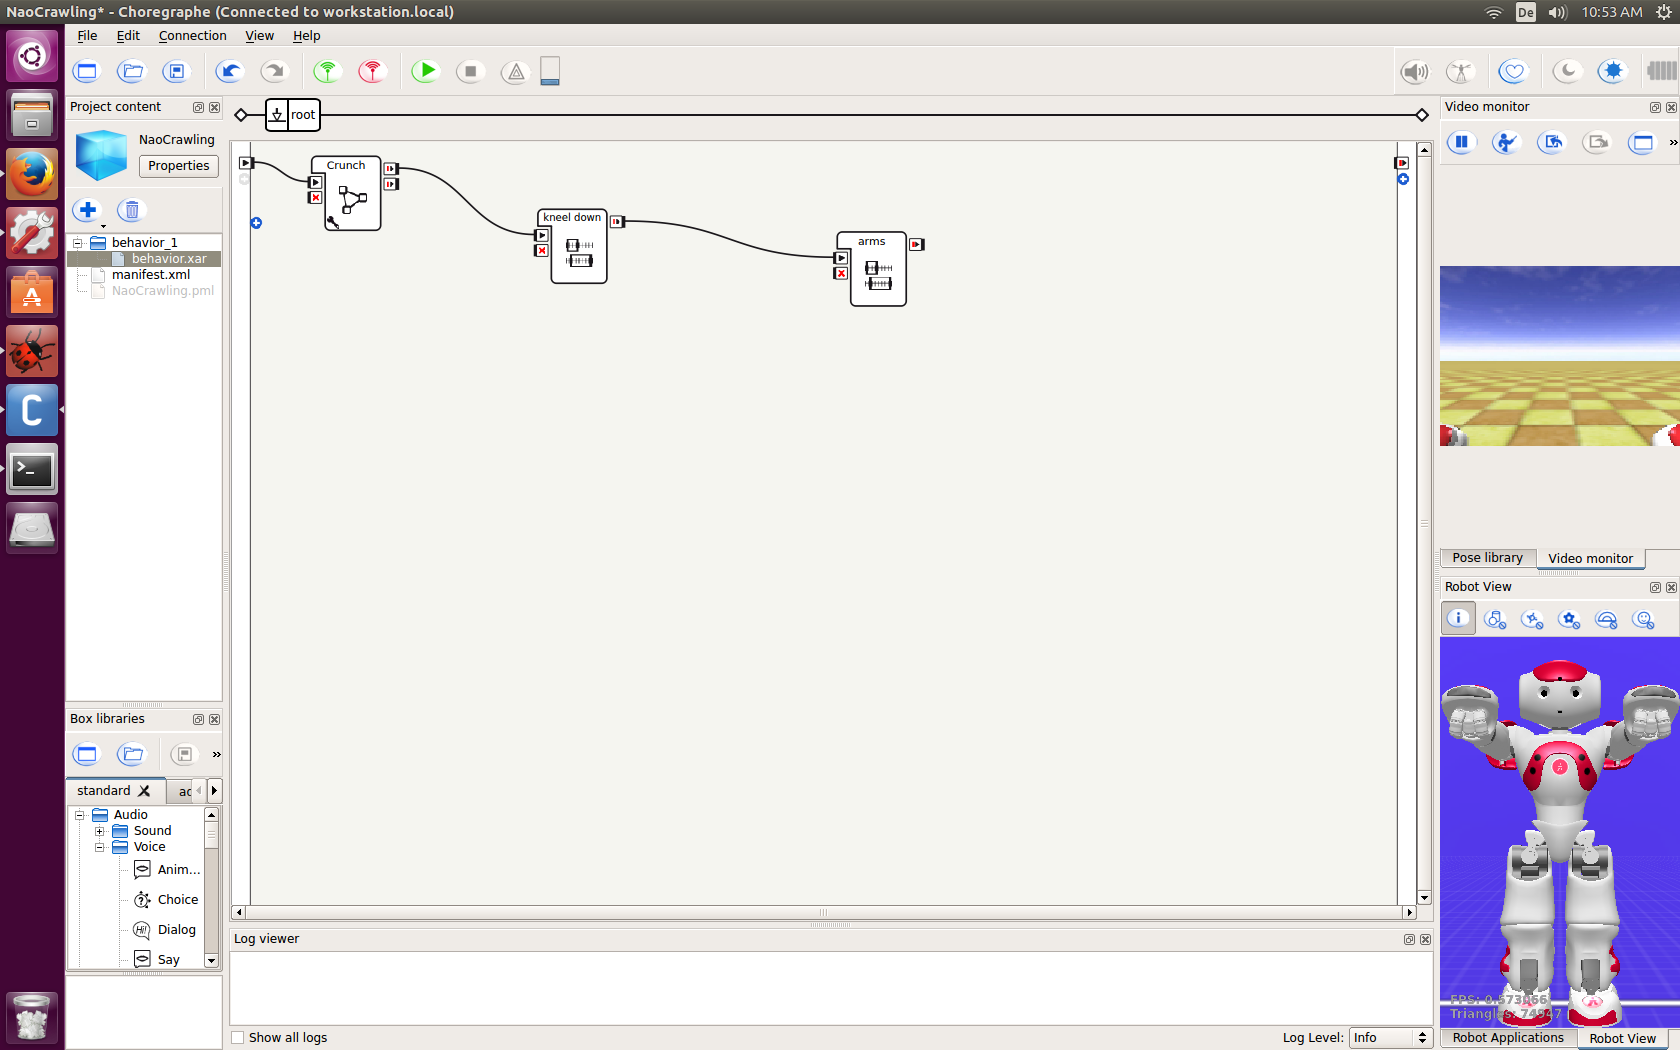 NaoCrawling* - Choregraphe (Connected to workstation.local)
De
10:53 AM
File Edit Connection View Help
Project content
NaoCrawling
Properties
behavior_1
behavior.xar
manifest.xml
NaoCrawling.pml
Box libraries
»
standard
ac
Audio
Sound
Voice
Anim...
Choice
Hi!
Dialog
Say
root
Crunch
kneel down
arms
Log viewer
Show all logs
Log Level: Info
Video monitor
»
Pose library
Video monitor
Robot View
FPS: 0.573066
Triangles: 74947
Robot Applications
Robot View